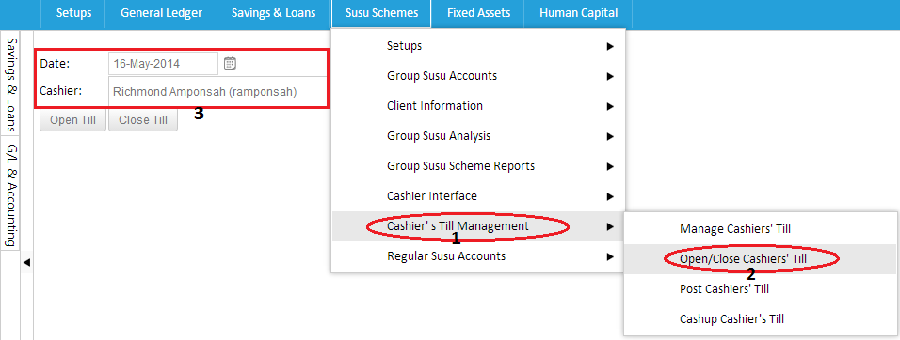 Setups General Ledger Savings & Loans Susu Schemes Fixed Assets Human Capital
Savings & Loans
G/L & Accounting
Date: 16-May-2014
Cashier: Richmond Amponsah (ramponsah)
3
Open Till Close Till
Setups
Group Susu Accounts
Client Information
Group Susu Analysis
Group Susu Scheme Reports
Cashier Interface
Cashier's Till Management
1
Regular Susu Accounts
Manage Cashiers' Till
Open/Close Cashiers' Till
2
Post Cashiers' Till
Cashup Cashier's Till